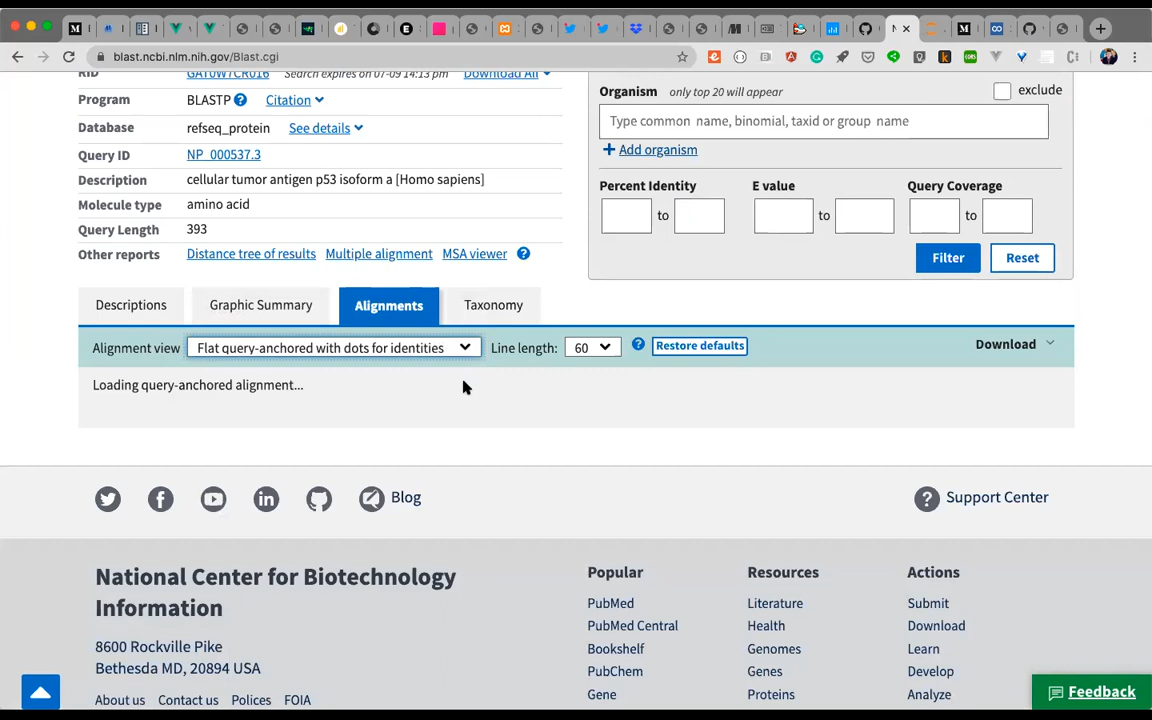 blast.ncbi.nlm.nih.gov/Blast.cgi
RID GAT0W7CR016 Search expires on 07-09 14:13 pm Download All
Program BLASTP ? Citation
Database refseq_protein See details
Query ID NP_000537.3
Description cellular tumor antigen p53 isoform a [Homo sapiens]
Molecule type amino acid
Query Length 393
Other reports Distance tree of results Multiple alignment MSA viewer ?
Organism only top 20 will appear exclude
Type common name, binomial, taxid or group name
+ Add organism
Percent Identity E value Query Coverage
to to to
Filter Reset
Descriptions Graphic Summary Alignments Taxonomy
Alignment view Flat query-anchored with dots for identities Line length: 60 ? Restore defaults Download
Loading query-anchored alignment...
Blog ? Support Center
National Center for Biotechnology
Information
8600 Rockville Pike
Bethesda MD, 20894 USA
About us Contact us Polices FOIA
Popular
PubMed
PubMed Central
Bookshelf
PubChem
Gene
Resources
Literature
Health
Genomes
Genes
Proteins
Actions
Submit
Download
Learn
Develop
Analyze
Feedback